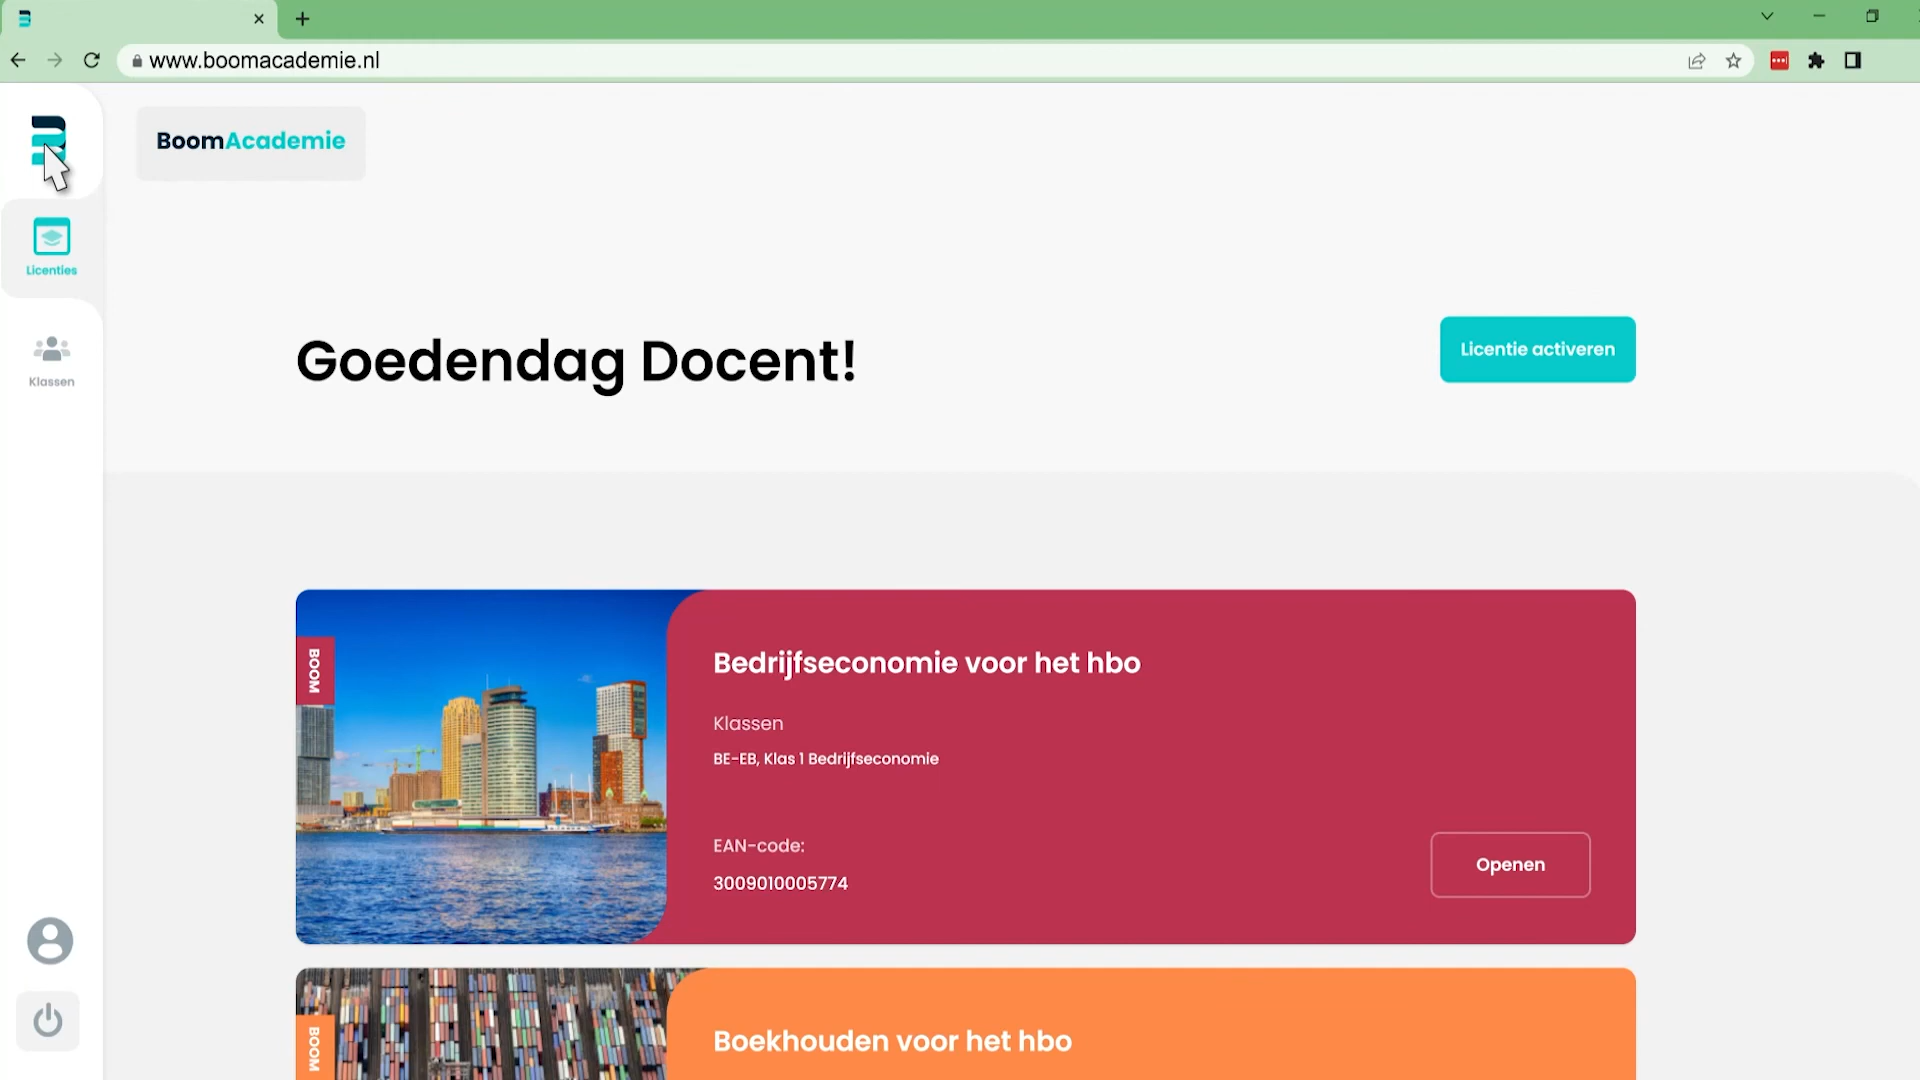 www.boomacademie.nl
BoomAcademie
Licenties
Klassen
Goedendag Docent!
Licentie activeren
BOOM
Bedrijfseconomie voor het hbo
Klassen
BE-EB, Klas 1 Bedrijfseconomie
EAN-code:
3009010005774
Openen
BOOM
Boekhouden voor het hbo